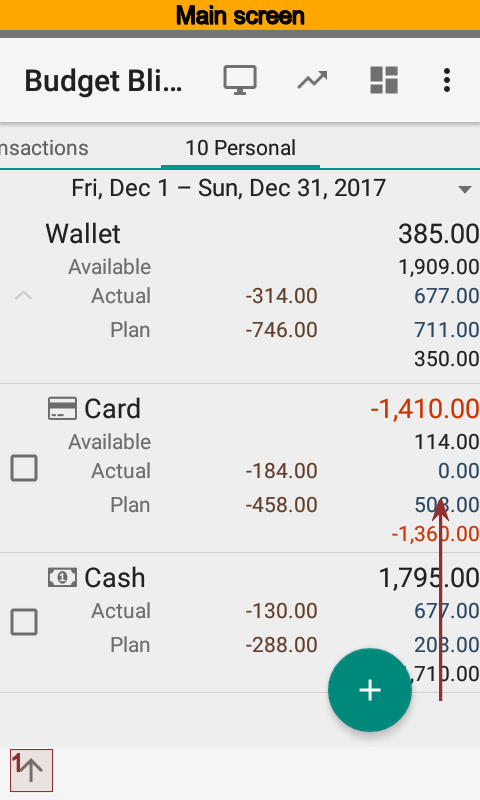 Main screen
Budget Bli...
nsactions 10 Personal
Fri, Dec 1 – Sun, Dec 31, 2017
Wallet 385.00
Available 1,909.00
Actual -314.00 677.00
Plan -746.00 711.00
350.00
Card -1,410.00
Available 114.00
Actual -184.00 0.00
Plan -458.00 508.00
-1,360.00
Cash 1,795.00
Actual -130.00 677.00
Plan -288.00 203.00
,710.00
+
1